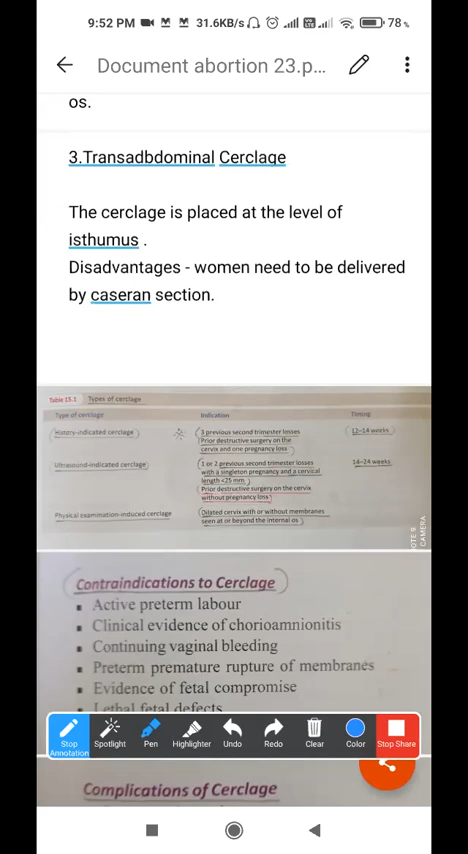 9:52 PM 31.6KB/s 78%
Document abortion 23.p...
os.
3.Transadbdominal Cerclage
The cerclage is placed at the level of
isthumus .
Disadvantages - women need to be delivered
by caseran section.
Table 15.1 Types of cerclage
Type of cerclage Indication Timing
History-indicated cerclage 3 previous second trimester losses 12–14 weeks
Prior destructive surgery on the
cervix and one pregnancy loss
Ultrasound-indicated cerclage 1 or 2 previous second trimester losses 14–24 weeks
with a singleton pregnancy and a cervical
length <25 mm
Prior destructive surgery on the cervix
without pregnancy loss
Physical examination-induced cerclage Dilated cervix with or without membranes
seen at or beyond the internal os
OTE 9
CAMERA
Contraindications to Cerclage
▪ Active preterm labour
▪ Clinical evidence of chorioamnionitis
▪ Continuing vaginal bleeding
▪ Preterm premature rupture of membranes
▪ Evidence of fetal compromise
▪ Lethal fetal defects
Stop Annotation Spotlight Pen Highlighter Undo Redo Clear Color Stop Share
Complications of Cerclage